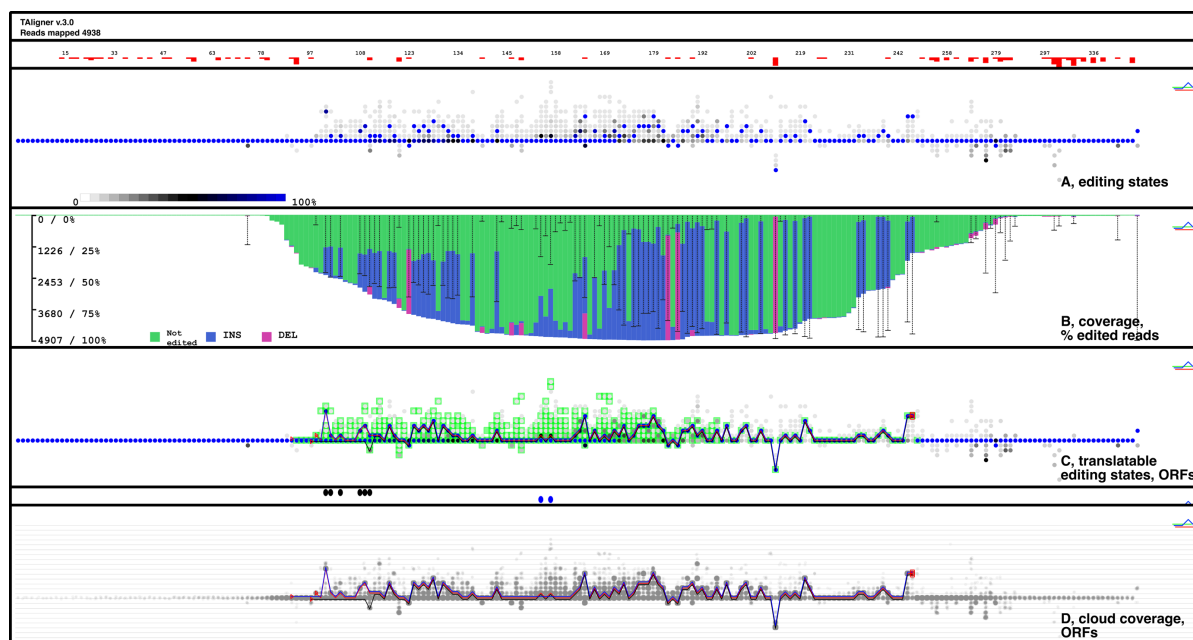 TAligner v.3.0
Reads mapped 4938
15 33 47 63 78 97 108 123 134 145 158 169 179 192 202 219 231 242 258 279 297 336
A, editing states
0 100%
0 / 0%
1226 / 25%
2453 / 50%
3680 / 75%
4907 / 100%
Not edited INS DEL
B, coverage,
% edited reads
C, translatable
editing states, ORFs
D, cloud coverage,
ORFs